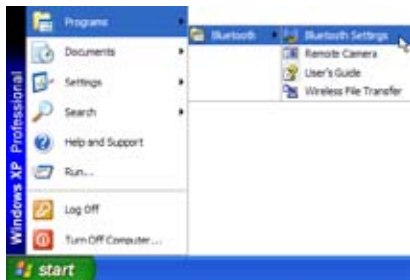 Programs
Documents
Settings
Search
Help and Support
Run...
Log Off
Turn Off Computer...
Bluetooth
Bluetooth Settings
Remote Camera
User's Guide
Wireless File Transfer
Windows XP Professional
start